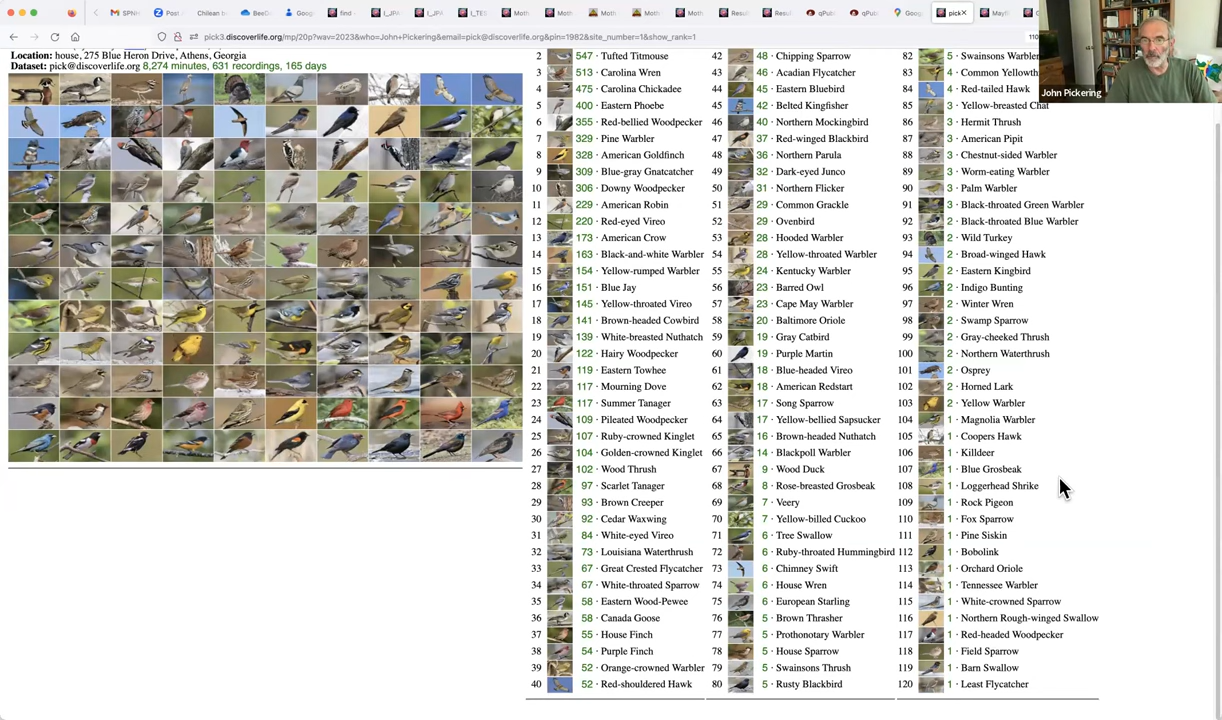 SPNH
Post
Chilean b
BeeD
Goog
find -
I_JPA
I_JPA
I_TES
Moth
Moth
Moth
Moth
Moth
Resul
Resul
qPub
qPub
Goog
pick
Mayfl
pick3.discoverlife.org/mp/20p?wav=2023&who=John+Pickering&email=pick@discoverlife.org&pin=1982&site_number=1&show_rank=1
110
Location: house, 275 Blue Heron Drive, Athens, Georgia
Dataset: pick@discoverlife.org 8,274 minutes, 631 recordings, 165 days
2 547 · Tufted Titmouse
3 513 · Carolina Wren
4 475 · Carolina Chickadee
5 400 · Eastern Phoebe
6 355 · Red-bellied Woodpecker
7 329 · Pine Warbler
8 328 · American Goldfinch
9 309 · Blue-gray Gnatcatcher
10 306 · Downy Woodpecker
11 229 · American Robin
12 220 · Red-eyed Vireo
13 173 · American Crow
14 163 · Black-and-white Warbler
15 154 · Yellow-rumped Warbler
16 151 · Blue Jay
17 145 · Yellow-throated Vireo
18 141 · Brown-headed Cowbird
19 139 · White-breasted Nuthatch
20 122 · Hairy Woodpecker
21 119 · Eastern Towhee
22 117 · Mourning Dove
23 117 · Summer Tanager
24 109 · Pileated Woodpecker
25 107 · Ruby-crowned Kinglet
26 104 · Golden-crowned Kinglet
27 102 · Wood Thrush
28 97 · Scarlet Tanager
29 93 · Brown Creeper
30 92 · Cedar Waxwing
31 84 · White-eyed Vireo
32 73 · Louisiana Waterthrush
33 67 · Great Crested Flycatcher
34 67 · White-throated Sparrow
35 58 · Eastern Wood-Pewee
36 58 · Canada Goose
37 55 · House Finch
38 54 · Purple Finch
39 52 · Orange-crowned Warbler
40 52 · Red-shouldered Hawk
42 48 · Chipping Sparrow
43 46 · Acadian Flycatcher
44 45 · Eastern Bluebird
45 42 · Belted Kingfisher
46 40 · Northern Mockingbird
47 37 · Red-winged Blackbird
48 36 · Northern Parula
49 32 · Dark-eyed Junco
50 31 · Northern Flicker
51 29 · Common Grackle
52 29 · Ovenbird
53 28 · Hooded Warbler
54 28 · Yellow-throated Warbler
55 24 · Kentucky Warbler
56 23 · Barred Owl
57 23 · Cape May Warbler
58 20 · Baltimore Oriole
59 19 · Gray Catbird
60 19 · Purple Martin
61 18 · Blue-headed Vireo
62 18 · American Redstart
63 17 · Song Sparrow
64 17 · Yellow-bellied Sapsucker
65 16 · Brown-headed Nuthatch
66 14 · Blackpoll Warbler
67 9 · Wood Duck
68 8 · Rose-breasted Grosbeak
69 7 · Veery
70 7 · Yellow-billed Cuckoo
71 6 · Tree Swallow
72 6 · Ruby-throated Hummingbird
73 6 · Chimney Swift
74 6 · House Wren
75 6 · European Starling
76 5 · Brown Thrasher
77 5 · Prothonotary Warbler
78 5 · House Sparrow
79 5 · Swainsons Thrush
80 5 · Rusty Blackbird
82 5 · Swainsons Warbler
83 4 · Common Yellowth
84 4 · Red-tailed Hawk
85 3 · Yellow-breasted Chat
86 3 · Hermit Thrush
87 3 · American Pipit
88 3 · Chestnut-sided Warbler
89 3 · Worm-eating Warbler
90 3 · Palm Warbler
91 3 · Black-throated Green Warbler
92 2 · Black-throated Blue Warbler
93 2 · Wild Turkey
94 2 · Broad-winged Hawk
95 2 · Eastern Kingbird
96 2 · Indigo Bunting
97 2 · Winter Wren
98 2 · Swamp Sparrow
99 2 · Gray-cheeked Thrush
100 2 · Northern Waterthrush
101 2 · Osprey
102 2 · Horned Lark
103 2 · Yellow Warbler
104 1 · Magnolia Warbler
105 1 · Coopers Hawk
106 1 · Killdeer
107 1 · Blue Grosbeak
108 1 · Loggerhead Shrike
109 1 · Rock Pigeon
110 1 · Fox Sparrow
111 1 · Pine Siskin
112 1 · Bobolink
113 1 · Orchard Oriole
114 1 · Tennessee Warbler
115 1 · White-crowned Sparrow
116 1 · Northern Rough-winged Swallow
117 1 · Red-headed Woodpecker
118 1 · Field Sparrow
119 1 · Barn Swallow
120 1 · Least Flycatcher
John Pickering